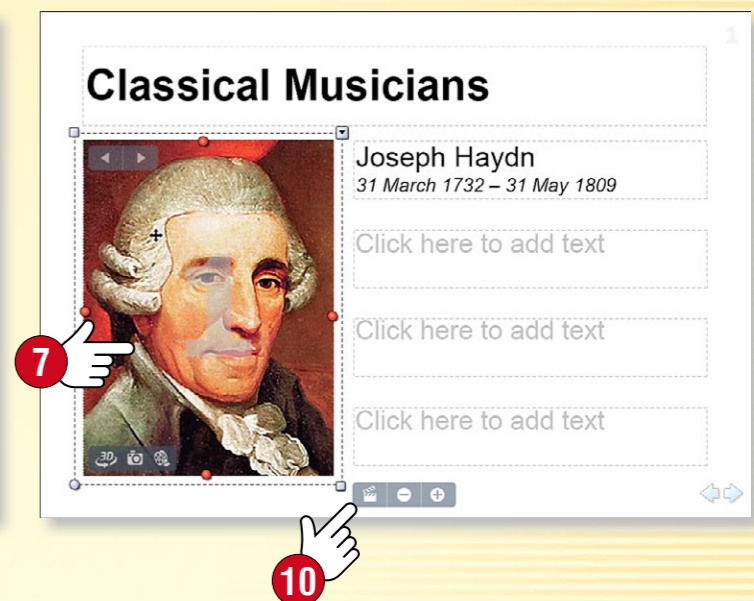 1
Classical Musicians
Joseph Haydn
31 March 1732 – 31 May 1809
Click here to add text
Click here to add text
Click here to add text
3D
7
10